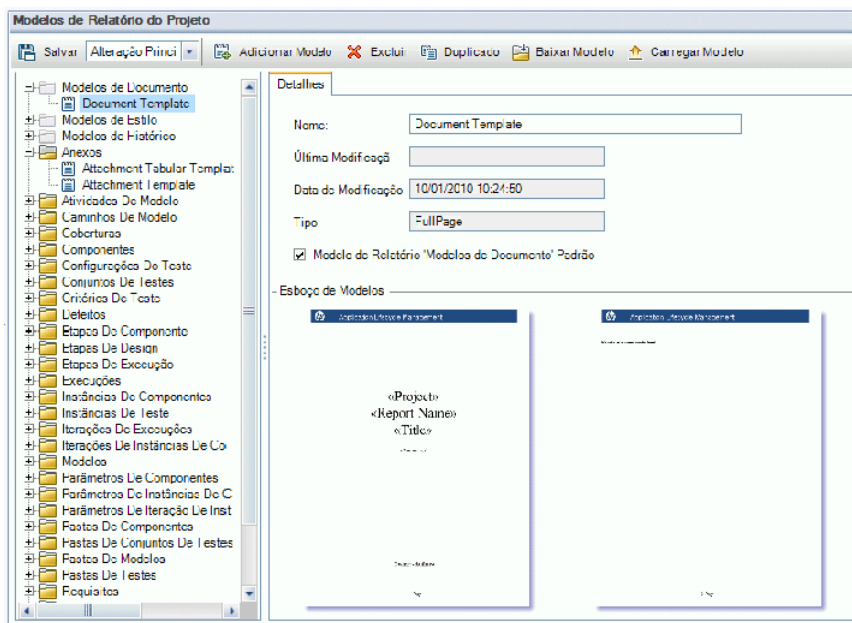 Modelos de Relatório do Projeto
Salvar
Alteração Princi
Adicionar Modelo
Excluir
Duplicado
Baixar Modelo
Carregar Modelo
Modelos de Documento
Document Template
Modelos de Estilo
Modelos de Histórico
Anexos
Attachment Tabular Templat
Attachment Template
Atividades De Modelo
Caminhos De Modelo
Coberturas
Componentes
Configurações De Teste
Conjuntos De Testes
Critérios De Teste
Defeitos
Etapas De Componente
Etapas De Design
Etapas De Execução
Execuções
Instâncias De Componentes
Instâncias De Teste
Iterações De Execuções
Iterações De Instâncias De Co
Modelos
Parâmetros De Componentes
Parâmetros De Instâncias De C
Parâmetros De Iteração De Inst
Pastas De Componentes
Pastas De Conjuntos De Testes
Pastas De Modelos
Pastas De Testes
Requisitos
Detalhes
Nome:
Document Template
Última Modificaçã
Data de Modificação
10/01/2010 10:24:50
Tipo
FullPage
Modelo de Relatório 'Modelos de Documento' Padrão
Esboço de Modelos
Application Lifecycle Management
«Project»
«Report Name»
«Title»
Application Lifecycle Management